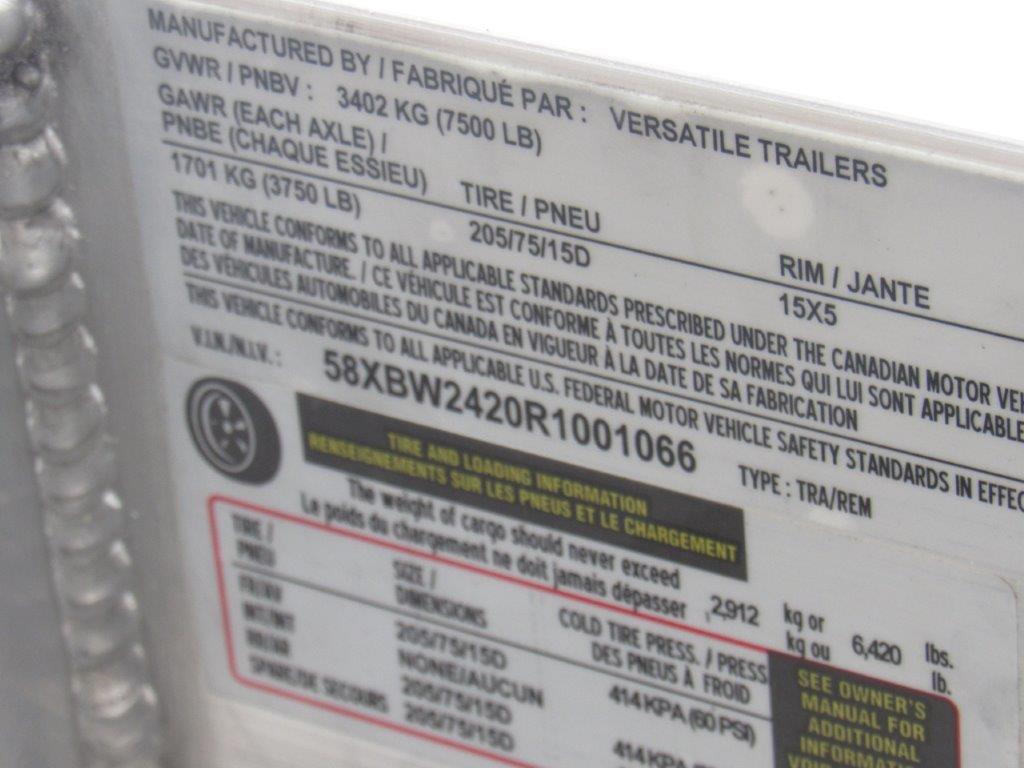 MANUFACTURED BY / FABRIQUÉ PAR : VERSATILE TRAILERS
GVWR / PNBV : 3402 KG (7500 LB)
GAWR (EACH AXLE) /
PNBE (CHAQUE ESSIEU) TIRE / PNEU RIM / JANTE
1701 KG (3750 LB) 205/75/15D 15X5
THIS VEHICLE CONFORMS TO ALL APPLICABLE STANDARDS PRESCRIBED UNDER THE CANADIAN MOTOR VE
DATE OF MANUFACTURE. / CE VÉHICULE EST CONFORME À TOUTES LES NORMES QUI LUI SONT APPLICABLE
DES VÉHICULES AUTOMOBILES DU CANADA EN VIGUEUR À LA DATE DE SA FABRICATION
THIS VEHICLE CONFORMS TO ALL APPLICABLE U.S. FEDERAL MOTOR VEHICLE SAFETY STANDARDS IN EFFEC
V.I.N./N.I.V. : 58XBW2420R1001066 TYPE : TRA/REM
TIRE AND LOADING INFORMATION
RENSEIGNEMENTS SUR LES PNEUS ET LE CHARGEMENT
The weight of cargo should never exceed kg or lbs.
Le poids du chargement ne doit jamais dépasser 2,912 kg ou 6,420 lb.
TIRE / PNEU SIZE / DIMENSIONS COLD TIRE PRESS. / PRESS
DES PNEUS À FROID
205/75/15D 414 KPA (60 PSI)
NONE/AUCUN
205/75/15D 414 KPA
SPARE/DE SECOURS 205/75/15D
SEE OWNER'S
MANUAL FOR
ADDITIONAL
INFORMATI